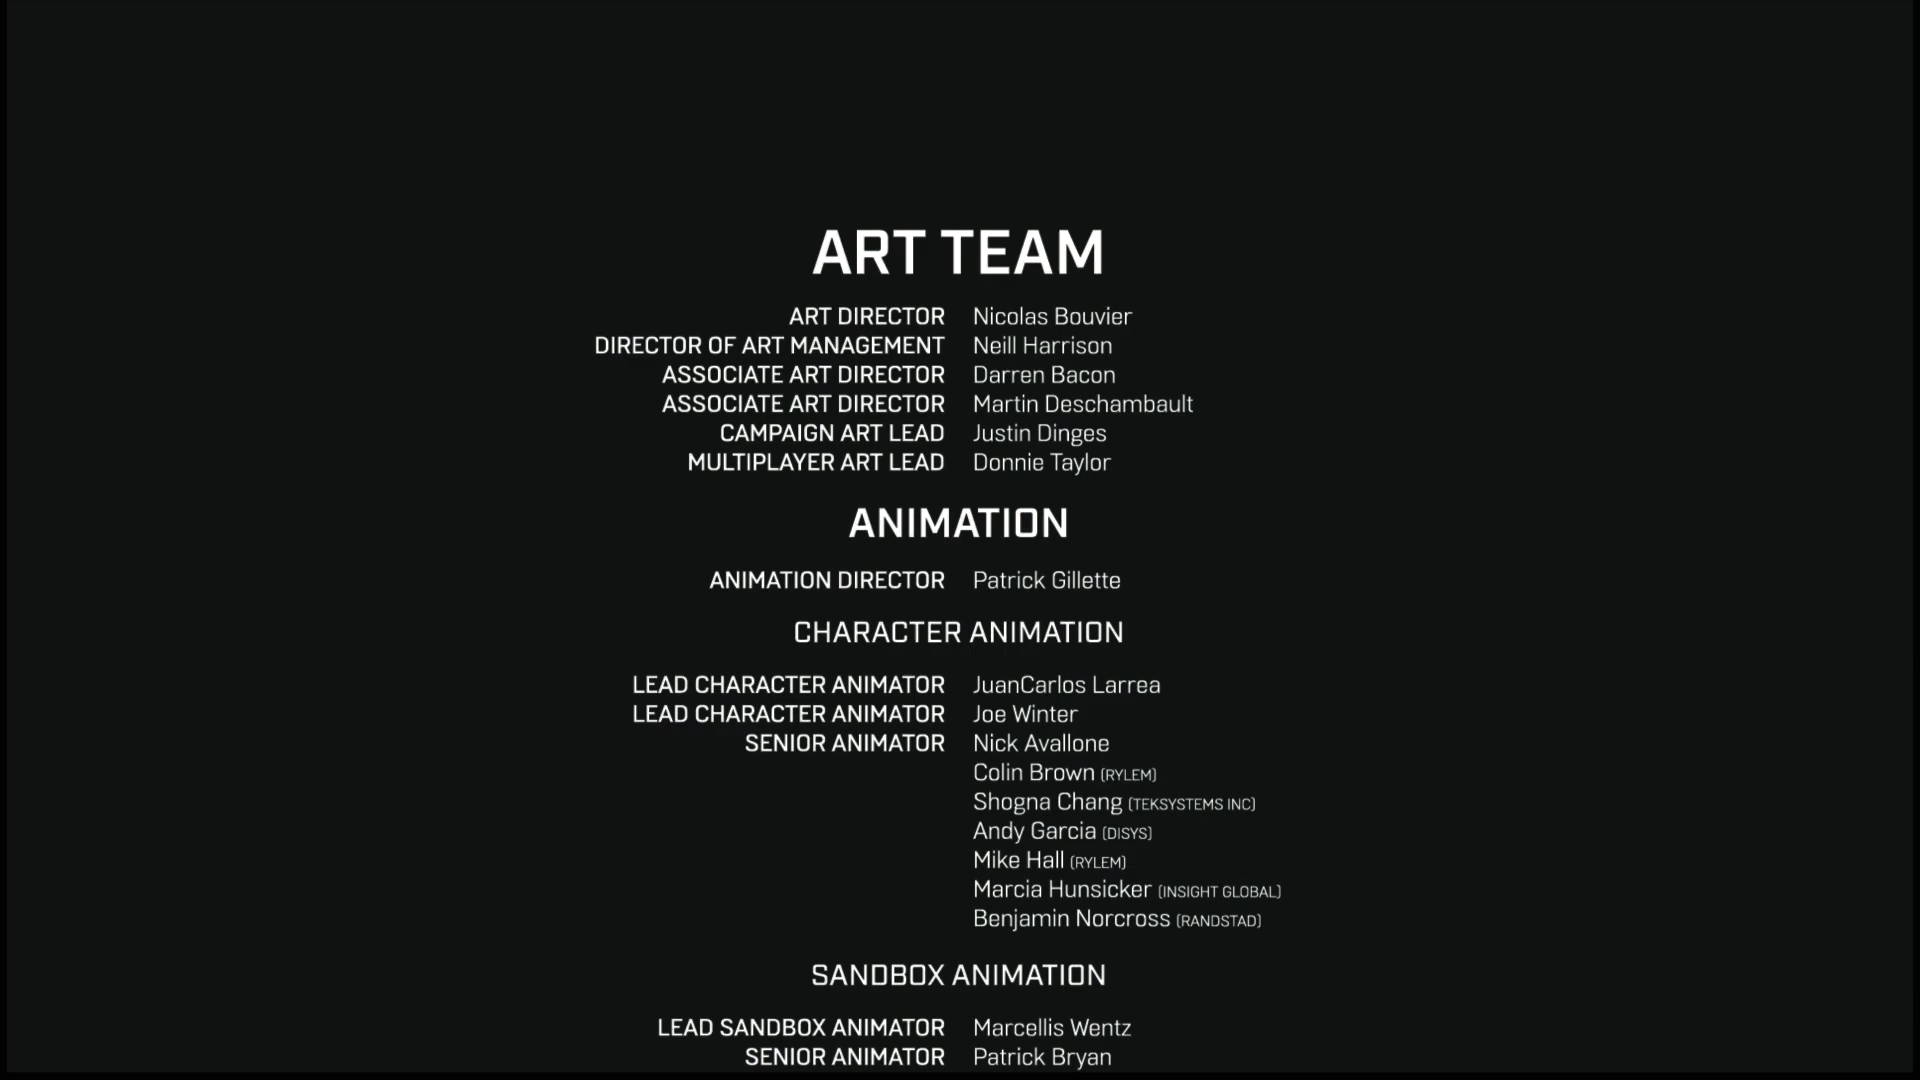 ART TEAM
ART DIRECTOR Nicolas Bouvier
DIRECTOR OF ART MANAGEMENT Neill Harrison
ASSOCIATE ART DIRECTOR Darren Bacon
ASSOCIATE ART DIRECTOR Martin Deschambault
CAMPAIGN ART LEAD Justin Dinges
MULTIPLAYER ART LEAD Donnie Taylor
ANIMATION
ANIMATION DIRECTOR Patrick Gillette
CHARACTER ANIMATION
LEAD CHARACTER ANIMATOR JuanCarlos Larrea
LEAD CHARACTER ANIMATOR Joe Winter
SENIOR ANIMATOR Nick Avallone
Colin Brown (RYLEM)
Shogna Chang (TEKSYSTEMS INC)
Andy Garcia (DISYS)
Mike Hall (RYLEM)
Marcia Hunsicker (INSIGHT GLOBAL)
Benjamin Norcross (RANDSTAD)
SANDBOX ANIMATION
LEAD SANDBOX ANIMATOR Marcellis Wentz
SENIOR ANIMATOR Patrick Bryan